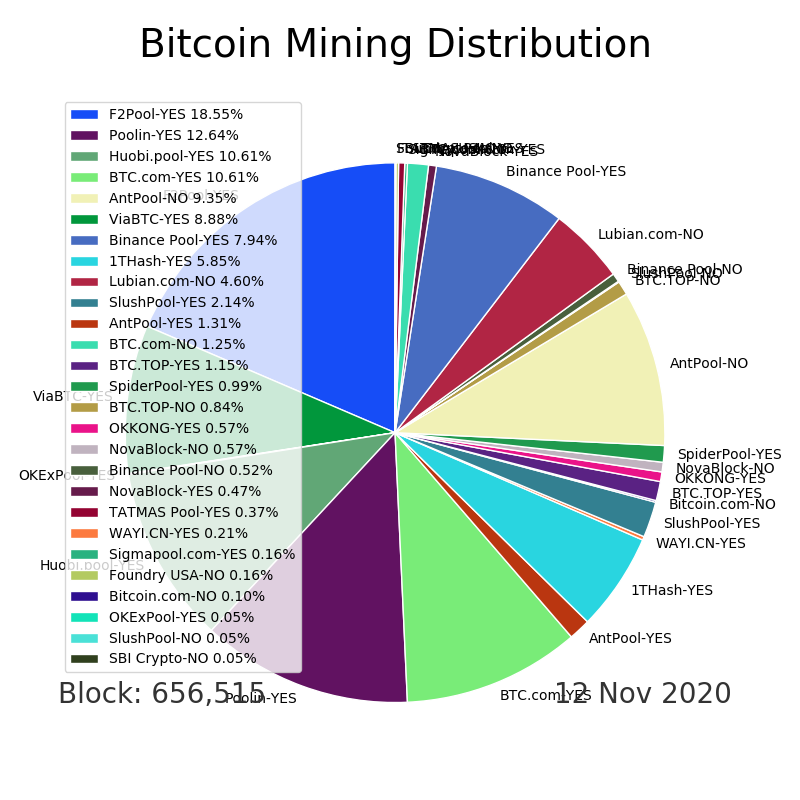 Bitcoin Mining Distribution
F2Pool-YES 18.55%
Poolin-YES 12.64%
Huobi.pool-YES 10.61%
BTC.com-YES 10.61%
AntPool-NO 9.35%
ViaBTC-YES 8.88%
Binance Pool-YES 7.94%
1THash-YES 5.85%
Lubian.com-NO 4.60%
SlushPool-YES 2.14%
AntPool-YES 1.31%
BTC.com-NO 1.25%
BTC.TOP-YES 1.15%
SpiderPool-YES 0.99%
BTC.TOP-NO 0.84%
OKKONG-YES 0.57%
NovaBlock-NO 0.57%
Binance Pool-NO 0.52%
NovaBlock-YES 0.47%
TATMAS Pool-YES 0.37%
WAYI.CN-YES 0.21%
Sigmapool.com-YES 0.16%
Foundry USA-NO 0.16%
Bitcoin.com-NO 0.10%
OKExPool-YES 0.05%
SlushPool-NO 0.05%
SBI Crypto-NO 0.05%
NovaBlock-YES
Binance Pool-YES
Lubian.com-NO
Binance Pool-NO
SlushPool-NO
BTC.TOP-NO
AntPool-NO
SpiderPool-YES
NovaBlock-NO
OKKONG-YES
BTC.TOP-YES
Bitcoin.com-NO
SlushPool-YES
WAYI.CN-YES
1THash-YES
AntPool-YES
BTC.com-YES
Poolin-YES
Huobi.pool-YES
OKExPool-YES
ViaBTC-YES
F2Pool-YES
Block: 656,515
12 Nov 2020